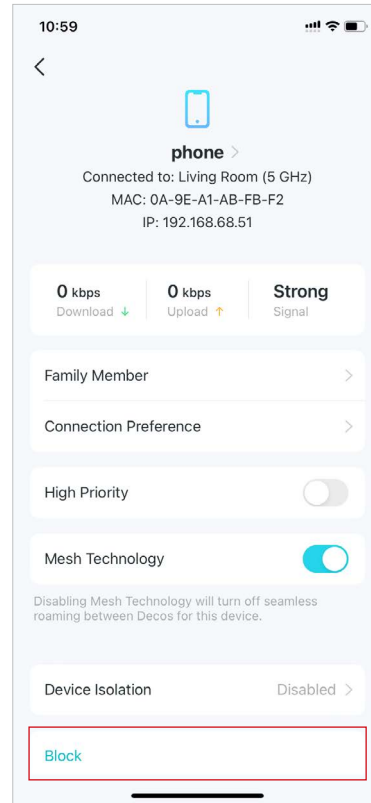 10:59
phone
Connected to: Living Room (5 GHz)
MAC: 0A-9E-A1-AB-FB-F2
IP: 192.168.68.51
0 kbps 0 kbps Strong
Download ↓ Upload ↑ Signal
Family Member
Connection Preference
High Priority
Mesh Technology
Disabling Mesh Technology will turn off seamless
roaming between Decos for this device.
Device Isolation Disabled
Block